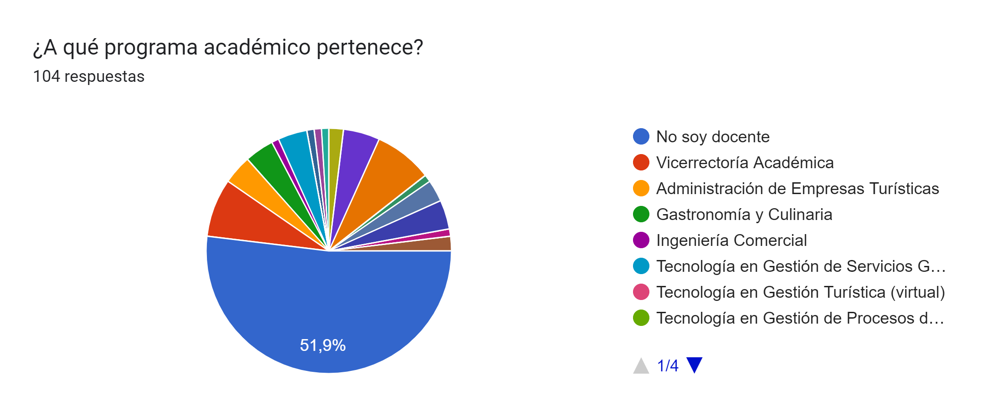 ¿A qué programa académico pertenece?
104 respuestas
No soy docente
Vicerrectoría Académica
Administración de Empresas Turísticas
Gastronomía y Culinaria
Ingeniería Comercial
Tecnología en Gestión de Servicios G…
Tecnología en Gestión Turística (virtual)
Tecnología en Gestión de Procesos d…
51,9%
1/4